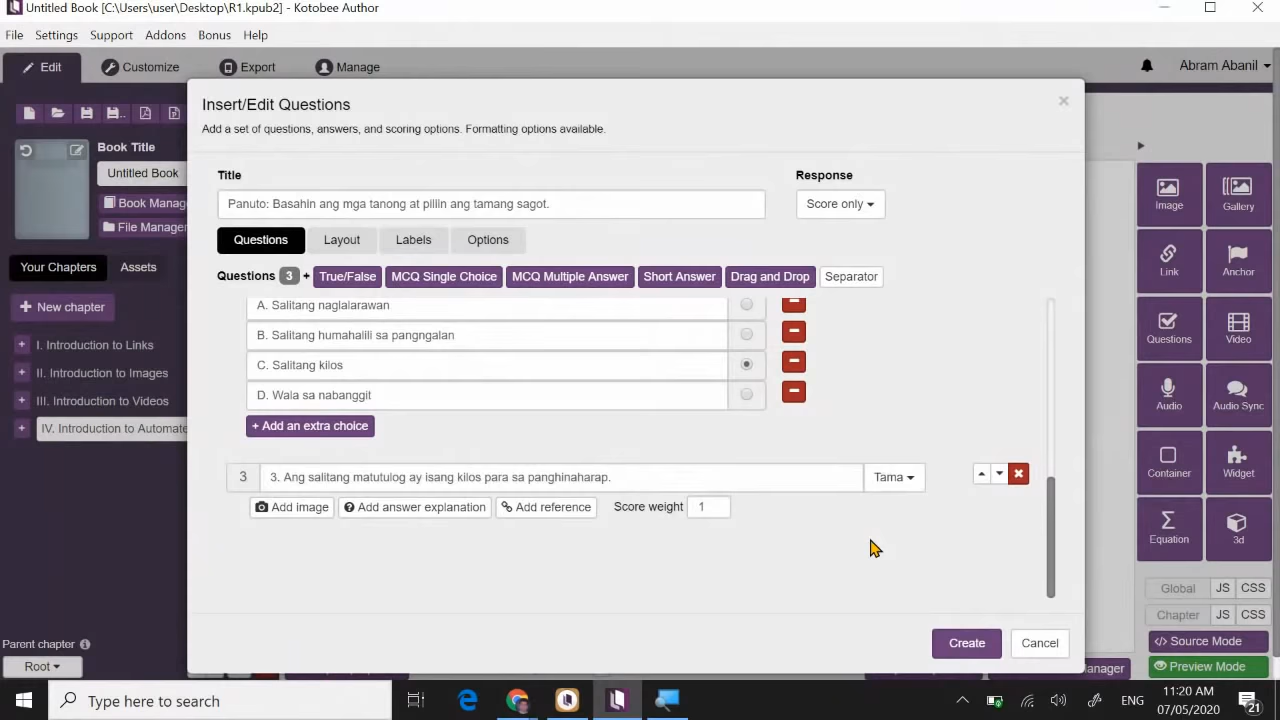 Untitled Book [C:\Users\user\Desktop\R1.kpub2] - Kotobee Author
File Settings Support Addons Bonus Help
Edit Customize Export Manage Abram Abanil
Insert/Edit Questions
Add a set of questions, answers, and scoring options. Formatting options available.
Book Title
Untitled Book
Book Manag
File Manager
Your Chapters Assets
+ New chapter
I. Introduction to Links
II. Introduction to Images
III. Introduction to Videos
IV. Introduction to Automate
Parent chapter
Root
Title Response
Panuto: Basahin ang mga tanong at piliin ang tamang sagot. Score only
Questions Layout Labels Options
Questions 3 + True/False MCQ Single Choice MCQ Multiple Answer Short Answer Drag and Drop Separator
A. Salitang naglalarawan
B. Salitang humahalili sa pangngalan
C. Salitang kilos
D. Wala sa nabanggit
+ Add an extra choice
3 3. Ang salitang matutulog ay isang kilos para sa panghinaharap. Tama
Add image Add answer explanation Add reference Score weight 1
Create Cancel
Image Gallery
Link Anchor
Questions Video
Audio Audio Sync
Container Widget
Equation 3d
Global JS CSS
Chapter JS CSS
</> Source Mode
anager Preview Mode
Type here to search
ENG
11:20 AM
07/05/2020
21